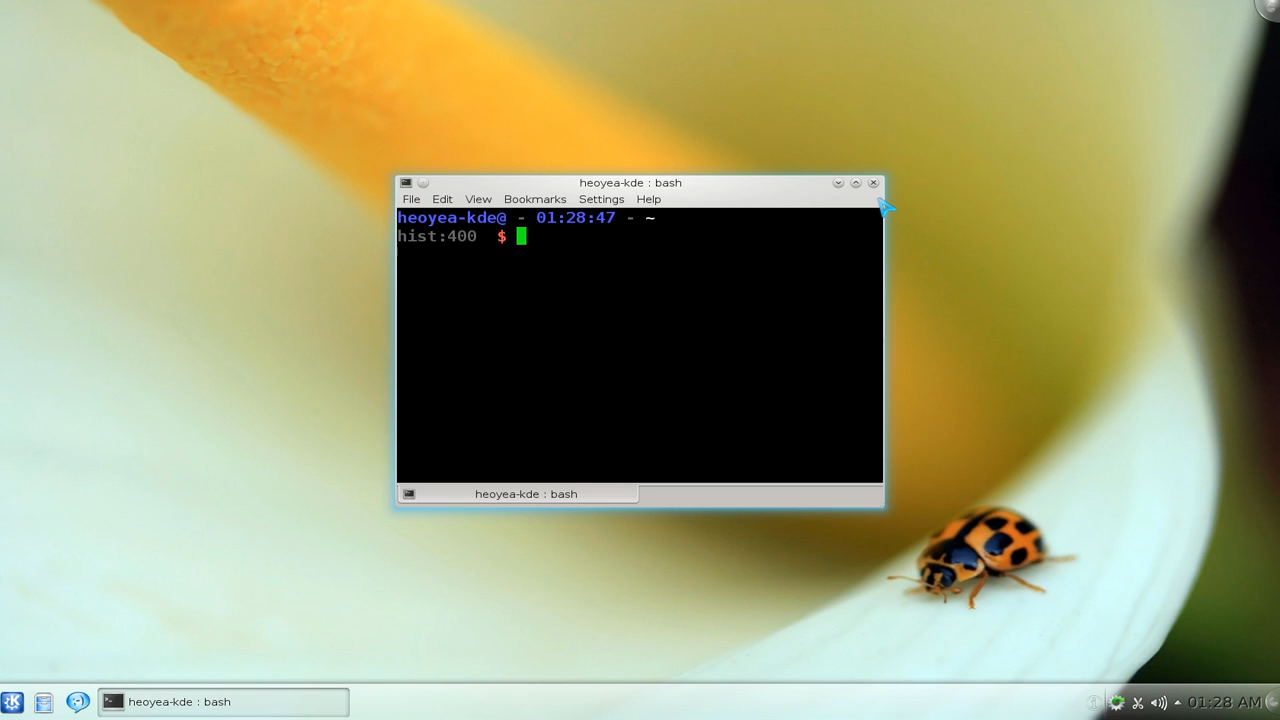 heoyea-kde : bash
File Edit View Bookmarks Settings Help
heoyea-kde@ - 01:28:47 - ~
hist:400 $
heoyea-kde : bash
heoyea-kde : bash
01:28 AM